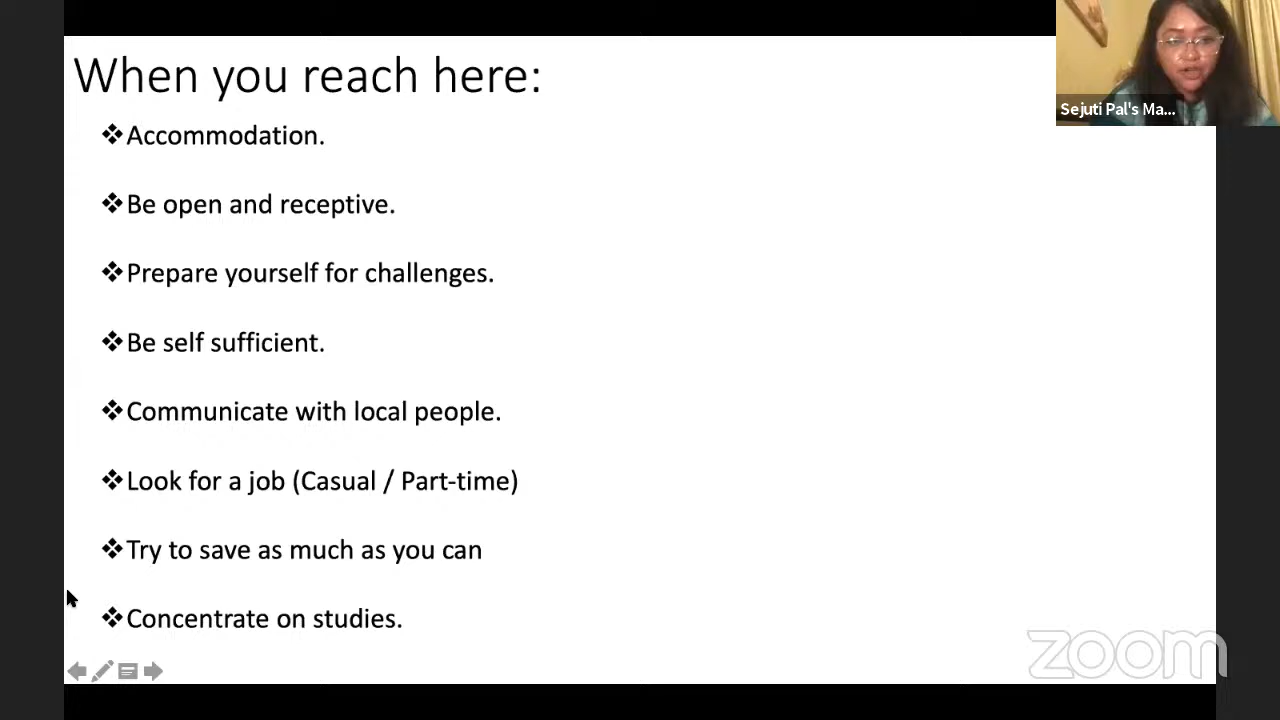 When you reach here:
Sejuti Pal's Ma...
❖Accommodation.
❖Be open and receptive.
❖Prepare yourself for challenges.
❖Be self sufficient.
❖Communicate with local people.
❖Look for a job (Casual / Part-time)
❖Try to save as much as you can
❖Concentrate on studies.
zoom